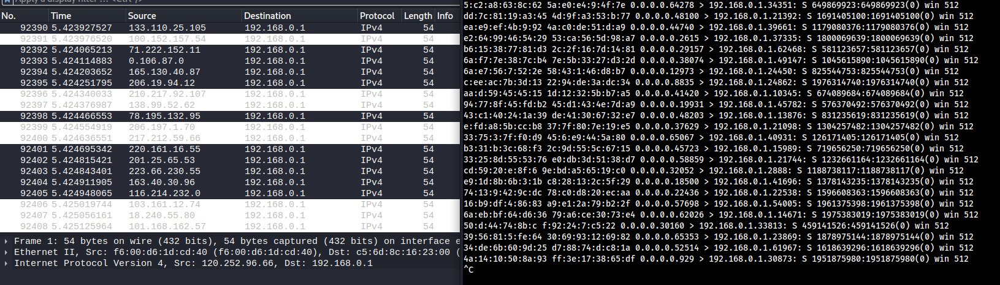 Apply a display filter ... <Ctrl-/>
No. Time Source Destination Protocol Length Info
92390 5.423927527 133.110.25.105 192.168.0.1 IPv4 54
92391 5.423976520 100.152.157.54 192.168.0.1 IPv4 54
92392 5.424065213 71.222.152.11 192.168.0.1 IPv4 54
92393 5.424114883 0.106.87.0 192.168.0.1 IPv4 54
92394 5.424203652 165.130.40.87 192.168.0.1 IPv4 54
92395 5.424251795 206.19.94.12 192.168.0.1 IPv4 54
92396 5.424340033 210.217.92.107 192.168.0.1 IPv4 54
92397 5.424376987 138.99.52.62 192.168.0.1 IPv4 54
92398 5.424466553 78.195.132.95 192.168.0.1 IPv4 54
92399 5.424554919 206.197.1.70 192.168.0.1 IPv4 54
92400 5.424636551 217.212.59.66 192.168.0.1 IPv4 54
92401 5.424695342 220.161.16.55 192.168.0.1 IPv4 54
92402 5.424815421 201.25.65.53 192.168.0.1 IPv4 54
92403 5.424843401 223.66.230.55 192.168.0.1 IPv4 54
92404 5.424911905 163.40.30.96 192.168.0.1 IPv4 54
92405 5.424948065 116.214.232.0 192.168.0.1 IPv4 54
92406 5.425019744 103.161.12.74 192.168.0.1 IPv4 54
92407 5.425056161 18.240.55.80 192.168.0.1 IPv4 54
92408 5.425125964 101.168.162.57 192.168.0.1 IPv4 54
Frame 1: 54 bytes on wire (432 bits), 54 bytes captured (432 bits) on interface e
Ethernet II, Src: f6:00:d6:1d:cd:40 (f6:00:d6:1d:cd:40), Dst: c5:6d:8c:16:23:00 (
Internet Protocol Version 4, Src: 120.252.96.66, Dst: 192.168.0.1
5:c2:a8:63:8c:62 5a:e0:e4:9:4f:7e 0.0.0.0.64278 > 192.168.0.1.34351: S 649869923:649869923(0) win 512
dd:7c:81:19:a3:45 4d:9f:a3:53:b:77 0.0.0.0.48100 > 192.168.0.1.21392: S 1691405100:1691405100(0) win 512
ea:e9:ef:4b:9:92 4a:c0:de:51:d:a9 0.0.0.0.44740 > 192.168.0.1.39661: S 1179080376:1179080376(0) win 512
e2:64:99:46:54:29 53:ca:56:5d:98:a7 0.0.0.0.2615 > 192.168.0.1.37335: S 1800069639:1800069639(0) win 512
b6:15:38:77:81:d3 2c:2f:16:7d:14:81 0.0.0.0.29157 > 192.168.0.1.62468: S 581123657:581123657(0) win 512
6a:f7:7e:38:7c:b4 7e:5b:33:27:d3:2d 0.0.0.0.38074 > 192.168.0.1.49147: S 1045615890:1045615890(0) win 512
6a:e7:56:7:52:2e 58:43:1:46:d8:b7 0.0.0.0.12973 > 192.168.0.1.24450: S 825544753:825544753(0) win 512
c:ee:ac:7b:3d:13 22:94:de:3a:dc:34 0.0.0.0.8835 > 192.168.0.1.24862: S 1976314740:1976314740(0) win 512
aa:d:59:45:45:15 1d:12:32:5b:b7:a5 0.0.0.0.41420 > 192.168.0.1.10345: S 674089684:674089684(0) win 512
94:77:8f:45:fd:b2 45:d1:43:4e:7d:a9 0.0.0.0.19931 > 192.168.0.1.45782: S 576370492:576370492(0) win 512
43:c1:40:24:1a:39 de:41:30:67:32:e7 0.0.0.0.48203 > 192.168.0.1.13876: S 831235619:831235619(0) win 512
e:fd:a8:5b:cc:b8 37:7f:80:7e:19:e5 0.0.0.0.37629 > 192.168.0.1.21098: S 1304257482:1304257482(0) win 512
33:75:3:7f:f0:d9 45:6:e9:44:5a:80 0.0.0.0.65067 > 192.168.0.1.40931: S 126171405:126171405(0) win 512
b3:31:b:3c:68:f3 2c:9d:55:5c:67:15 0.0.0.0.45723 > 192.168.0.1.15989: S 719656250:719656250(0) win 512
33:25:8d:55:53:76 e0:db:3d:51:38:d7 0.0.0.0.58859 > 192.168.0.1.21744: S 1232661164:1232661164(0) win 512
cd:59:20:e:8f:6 9e:bd:a5:65:19:c0 0.0.0.0.32052 > 192.168.0.1.2888: S 1188738117:1188738117(0) win 512
e9:1d:8b:6b:3:1b c8:28:13:2c:5f:29 0.0.0.0.18500 > 192.168.0.1.41696: S 1378143235:1378143235(0) win 512
74:13:9:42:9c:dc 78:c0:d8:20:ec:aa 0.0.0.0.22436 > 192.168.0.1.22538: S 1596608363:1596608363(0) win 512
16:b9:df:4:86:83 a9:e1:2a:79:b2:2f 0.0.0.0.57698 > 192.168.0.1.54005: S 1961375398:1961375398(0) win 512
6a:eb:bf:64:d6:36 79:a6:ce:30:73:e4 0.0.0.0.62026 > 192.168.0.1.14671: S 1975383019:1975383019(0) win 512
50:d:44:74:8b:c f:92:24:7:c5:22 0.0.0.0.30160 > 192.168.0.1.33813: S 459141526:459141526(0) win 512
39:56:81:5:fe:64 30:69:93:12:69:82 0.0.0.0.65353 > 192.168.0.1.23869: S 1878975144:1878975144(0) win 512
34:de:6b:60:9d:25 d7:88:74:d:c8:1a 0.0.0.0.52514 > 192.168.0.1.61967: S 1618639296:1618639296(0) win 512
4a:14:10:50:8a:93 ff:3e:17:38:65:df 0.0.0.0.929 > 192.168.0.1.30873: S 1951875980:1951875980(0) win 512
^C